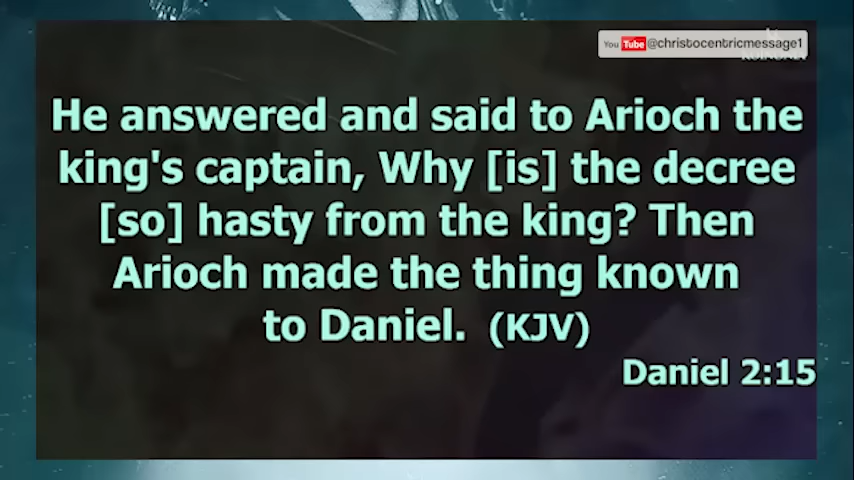 You Tube @christocentricmessage1
He answered and said to Arioch the
king's captain, Why [is] the decree
[so] hasty from the king? Then
Arioch made the thing known
to Daniel. (KJV)
Daniel 2:15